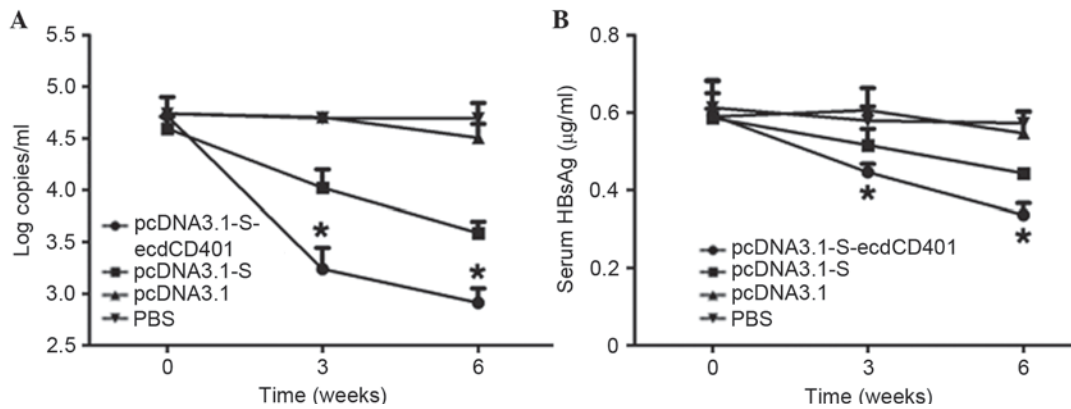 A
Log copies/ml
5.5
5.0
4.5
4.0
3.5
3.0
2.5
*
*
pcDNA3.1-S-
ecdCD401
pcDNA3.1-S
pcDNA3.1
PBS
0
3
6
Time (weeks)
B
Serum HBsAg (µg/ml)
0.8
0.6
0.4
0.2
0
*
*
pcDNA3.1-S-ecdCD401
pcDNA3.1-S
pcDNA3.1
PBS
0
3
6
Time (weeks)